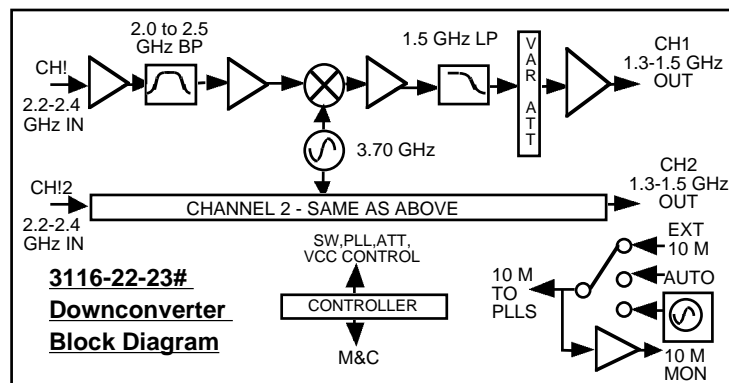 2.0 to 2.5
GHz BP
1.5 GHz LP
VAR ATT
CH1
1.3-1.5 GHz
OUT
CH!
2.2-2.4
GHz IN
3.70 GHz
CH2
1.3-1.5 GHz
OUT
CH!2
2.2-2.4
GHz IN
CHANNEL 2 - SAME AS ABOVE
SW,PLL,ATT,
VCC CONTROL
CONTROLLER
M&C
3116-22-23#
Downconverter
Block Diagram
EXT
10 M
AUTO
10 M
TO
PLLS
10 M
MON